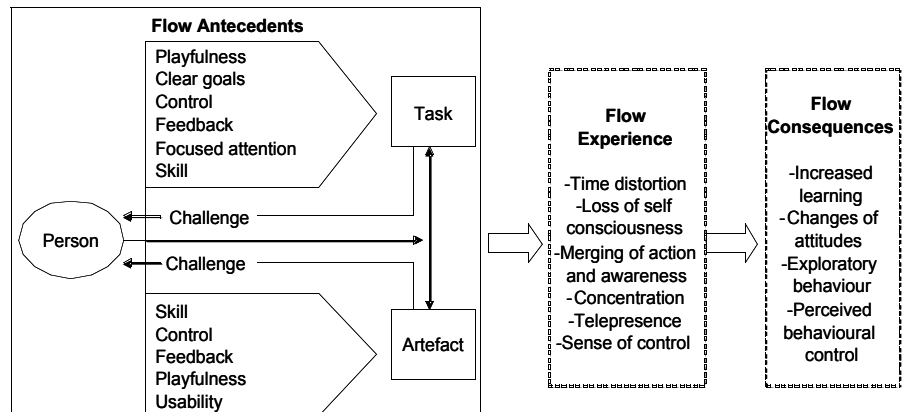 Flow Antecedents
Playfulness
Clear goals
Control
Feedback
Focused attention
Skill
Task
Challenge
Person
Challenge
Skill
Control
Feedback
Playfulness
Usability
Artefact
Flow
Experience
-Time distortion
-Loss of self
consciousness
-Merging of action
and awareness
-Concentration
-Telepresence
-Sense of control
Flow
Consequences
-Increased
learning
-Changes of
attitudes
-Exploratory
behaviour
-Perceived
behavioural
control